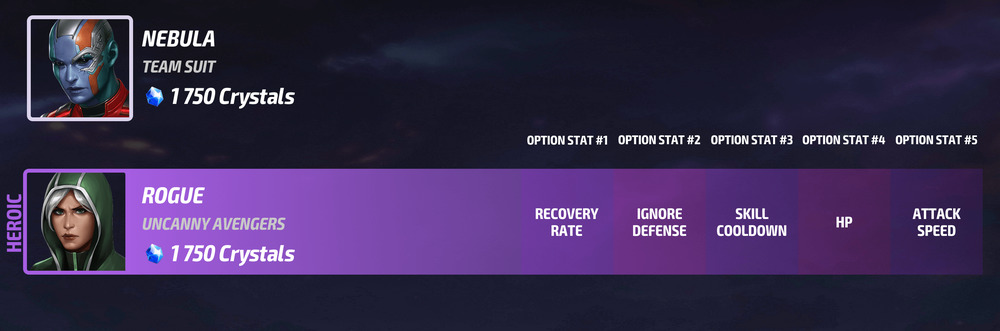 NEBULA
TEAM SUIT
1 750 Crystals
OPTION STAT #1 OPTION STAT #2 OPTION STAT #3 OPTION STAT #4 OPTION STAT #5
HEROIC
ROGUE
UNCANNY AVENGERS
1 750 Crystals
RECOVERY
RATE
IGNORE
DEFENSE
SKILL
COOLDOWN
HP
ATTACK
SPEED